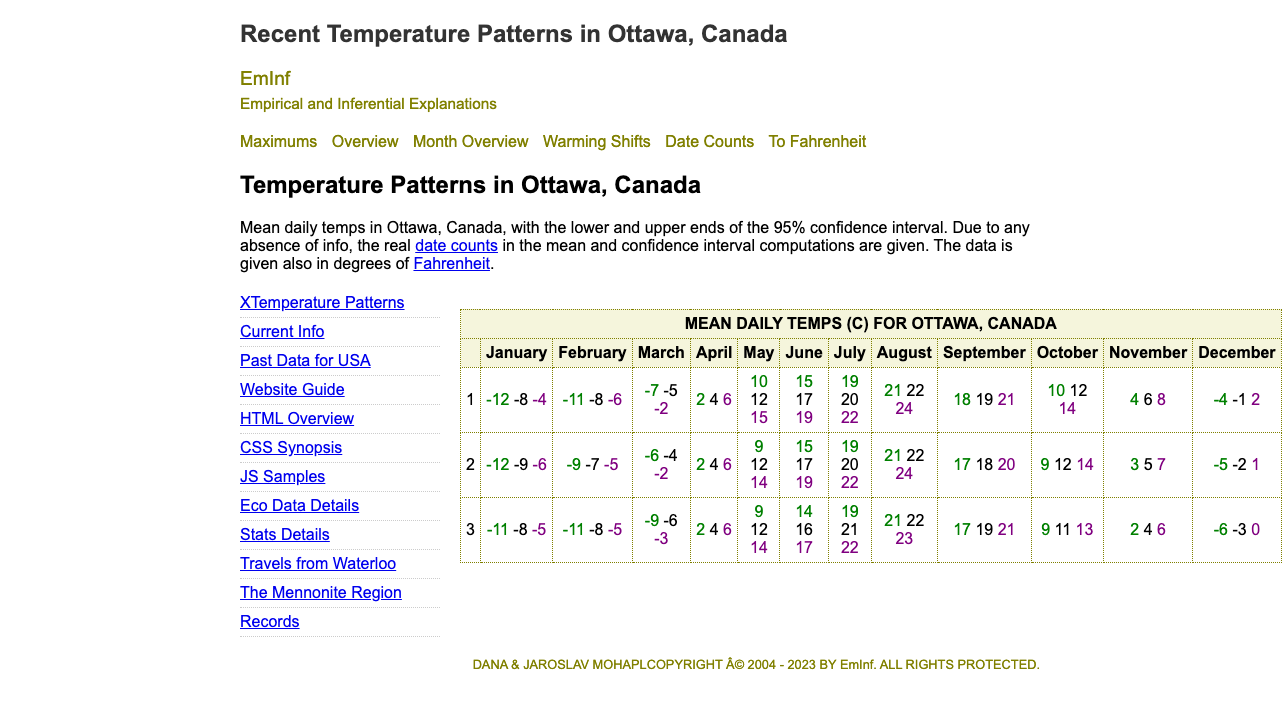 Recent Temperature Patterns in Ottawa, Canada
EmInf
Empirical and Inferential Explanations
Maximums Overview Month Overview Warming Shifts Date Counts To Fahrenheit
Temperature Patterns in Ottawa, Canada
Mean daily temps in Ottawa, Canada, with the lower and upper ends of the 95% confidence interval. Due to any
absence of info, the real date counts in the mean and confidence interval computations are given. The data is
given also in degrees of Fahrenheit.
XTemperature Patterns
Current Info
Past Data for USA
Website Guide
HTML Overview
CSS Synopsis
JS Samples
Eco Data Details
Stats Details
Travels from Waterloo
The Mennonite Region
Records
MEAN DAILY TEMPS (C) FOR OTTAWA, CANADA
January February March April May June July August September October November December
1 -12 -8 -4 -11 -8 -6 -7 -5 -2 2 4 6 10 12 15 15 17 19 19 20 22 21 22 24 18 19 21 10 12 14 4 6 8 -4 -1 2
2 -12 -9 -6 -9 -7 -5 -6 -4 -2 2 4 6 9 12 14 15 17 19 19 20 22 21 22 24 17 18 20 9 12 14 3 5 7 -5 -2 1
3 -11 -8 -5 -11 -8 -5 -9 -6 -3 2 4 6 9 12 14 14 16 17 19 21 22 21 22 23 17 19 21 9 11 13 2 4 6 -6 -3 0
DANA & JAROSLAV MOHAPLCOPYRIGHT Â© 2004 - 2023 BY EmInf. ALL RIGHTS PROTECTED.